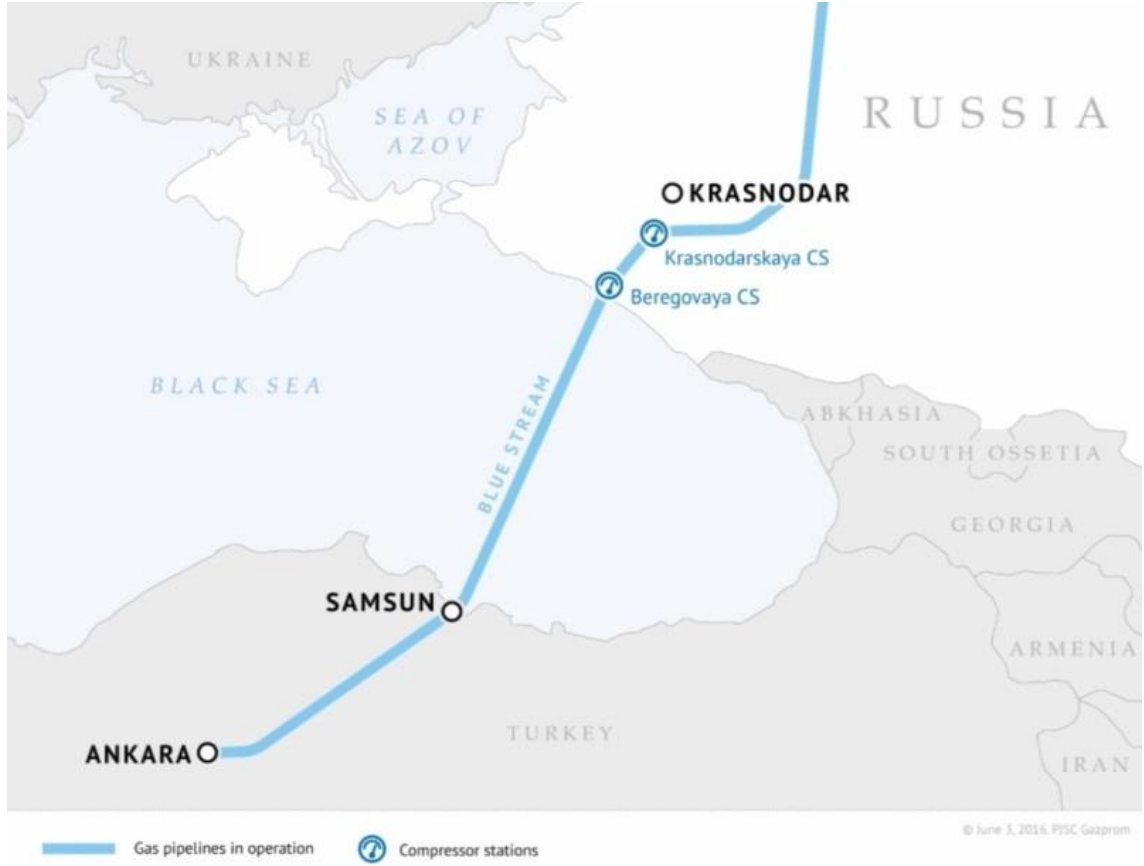 UKRAINE
SEA OF
AZOV
RUSSIA
KRASNODAR
Krasnodarskaya CS
Beregovaya CS
BLACK SEA
BLUE STREAM
ABKHASIA
SOUTH OSSETIA
GEORGIA
SAMSUN
ARMENIA
ANKARA
TURKEY
IRAN
© June 3, 2016. PJSC Gazprom
Gas pipelines in operation
Compressor stations